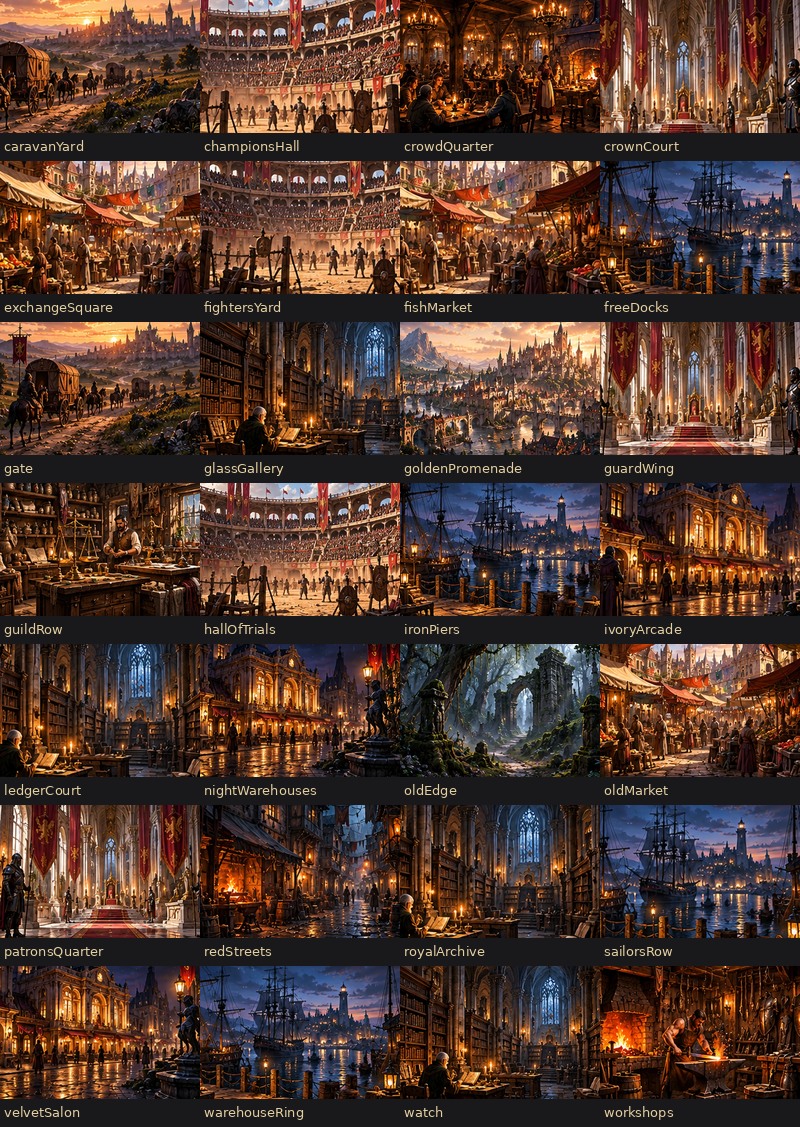 caravanYard championsHall crowdQuarter crownCourt
exchangeSquare fightersYard fishMarket freeDocks
gate glassGallery goldenPromenade guardWing
guildRow hallOfTrials ironPiers ivoryArcade
ledgerCourt nightWarehouses oldEdge oldMarket
patronsQuarter redStreets royalArchive sailorsRow
velvetSalon warehouseRing watch workshops